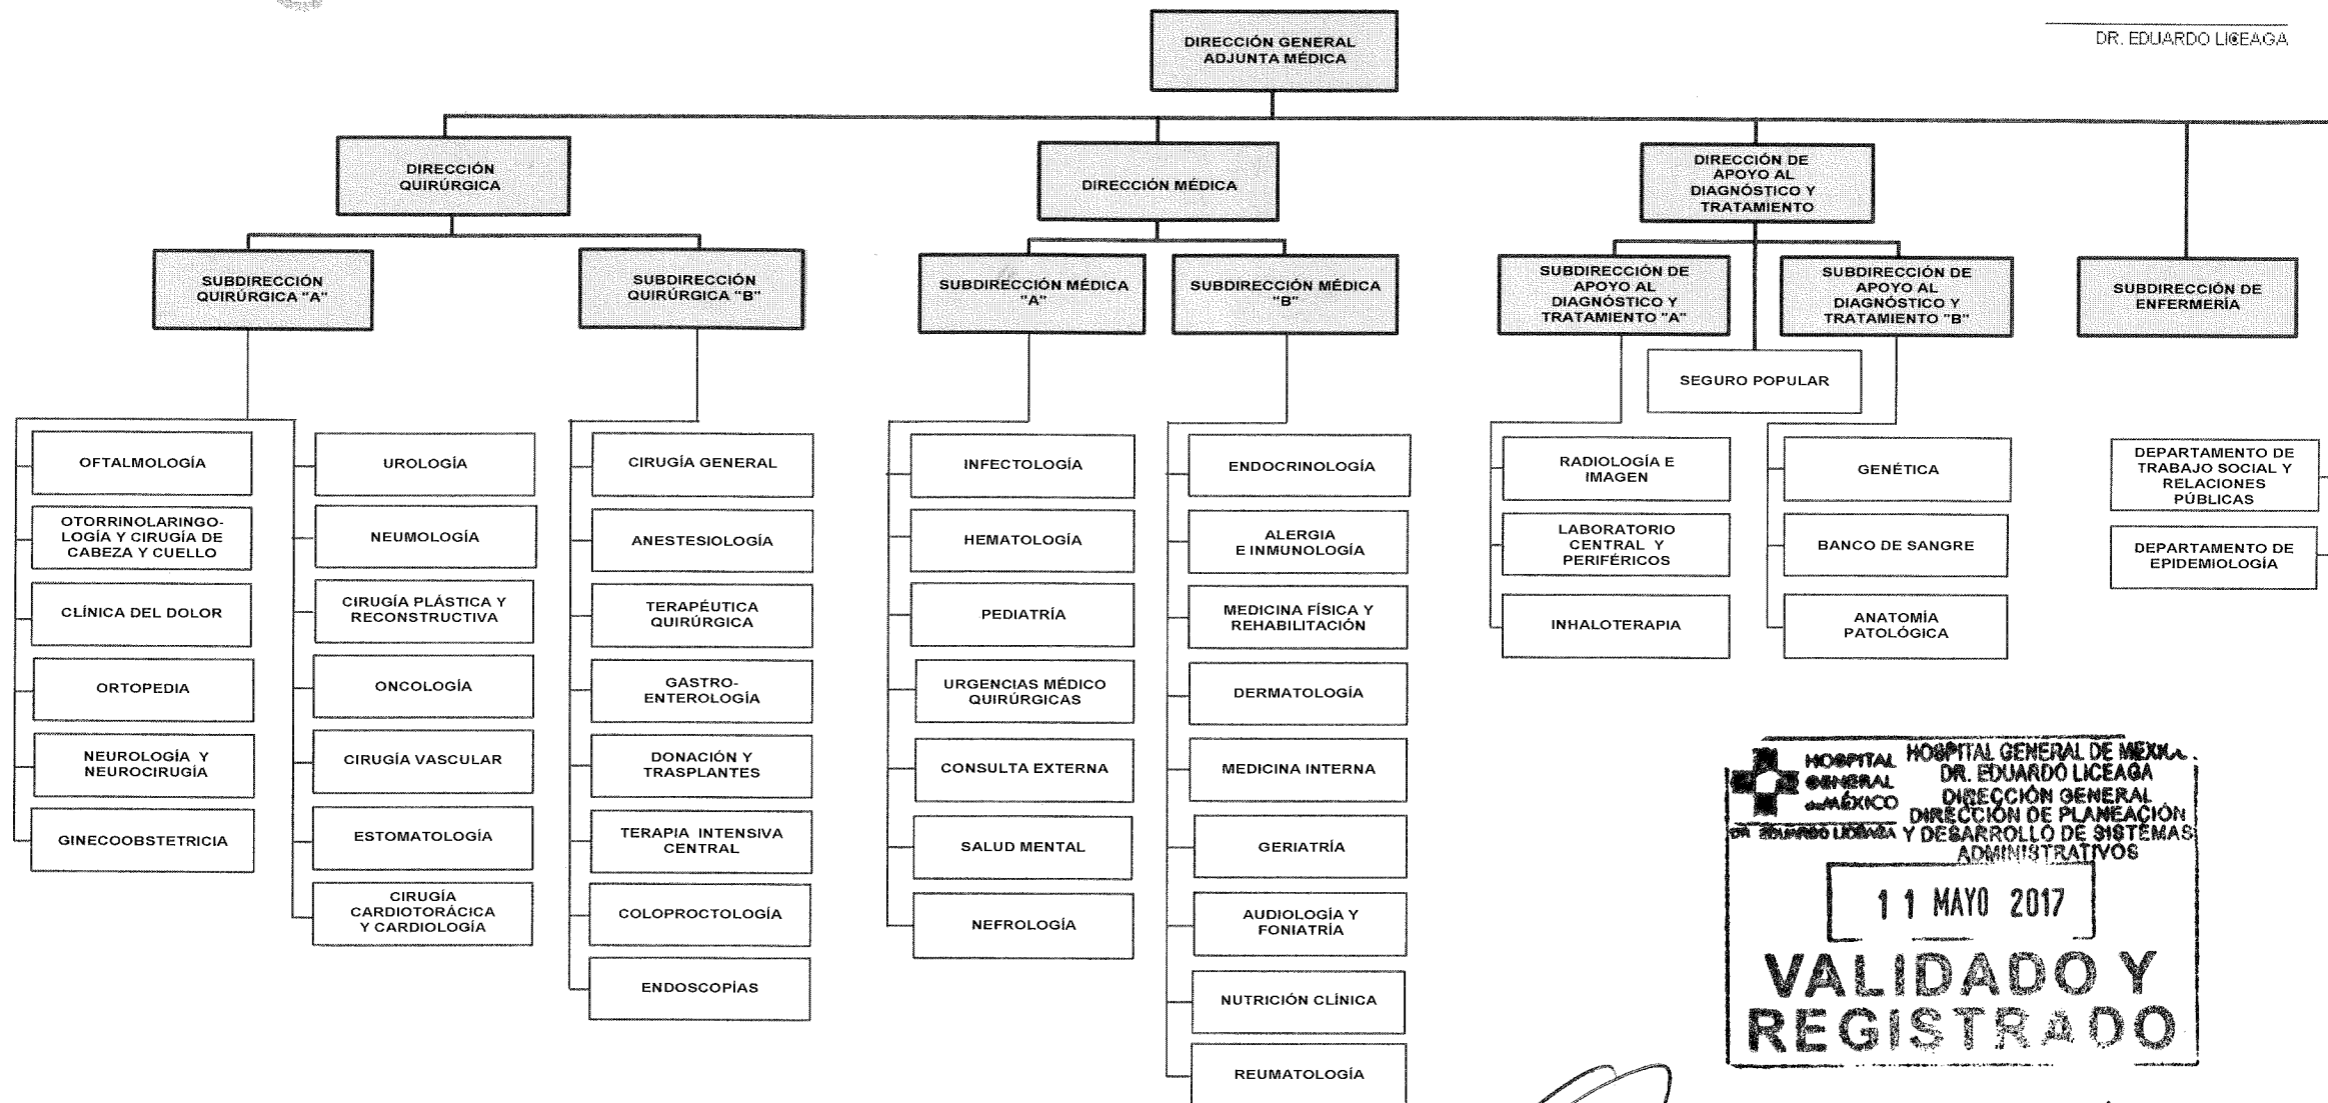 DR. EDUARDO LICEAGA
DIRECCIÓN GENERAL
ADJUNTA MÉDICA
DIRECCIÓN
QUIRÚRGICA
DIRECCIÓN MÉDICA
DIRECCIÓN DE
APOYO AL
DIAGNÓSTICO Y
TRATAMIENTO
SUBDIRECCIÓN
QUIRÚRGICA "A"
SUBDIRECCIÓN
QUIRÚRGICA "B"
SUBDIRECCIÓN MÉDICA
"A"
SUBDIRECCIÓN MÉDICA
"B"
SUBDIRECCIÓN DE
APOYO AL
DIAGNÓSTICO Y
TRATAMIENTO "A"
SUBDIRECCIÓN DE
APOYO AL
DIAGNÓSTICO Y
TRATAMIENTO "B"
SUBDIRECCIÓN DE
ENFERMERÍA
SEGURO POPULAR
OFTALMOLOGÍA
OTORRINOLARINGO-
LOGÍA Y CIRUGÍA DE
CABEZA Y CUELLO
CLÍNICA DEL DOLOR
ORTOPEDIA
NEUROLOGÍA Y
NEUROCIRUGÍA
GINECOOBSTETRICIA
UROLOGÍA
NEUMOLOGÍA
CIRUGÍA PLÁSTICA Y
RECONSTRUCTIVA
ONCOLOGÍA
CIRUGÍA VASCULAR
ESTOMATOLOGÍA
CIRUGÍA
CARDIOTORÁCICA
Y CARDIOLOGÍA
CIRUGÍA GENERAL
ANESTESIOLOGÍA
TERAPÉUTICA
QUIRÚRGICA
GASTRO-
ENTEROLOGÍA
DONACIÓN Y
TRASPLANTES
TERAPIA INTENSIVA
CENTRAL
COLOPROCTOLOGÍA
ENDOSCOPÍAS
INFECTOLOGÍA
HEMATOLOGÍA
PEDIATRÍA
URGENCIAS MÉDICO
QUIRÚRGICAS
CONSULTA EXTERNA
SALUD MENTAL
NEFROLOGÍA
ENDOCRINOLOGÍA
ALERGIA
E INMUNOLOGÍA
MEDICINA FÍSICA Y
REHABILITACIÓN
DERMATOLOGÍA
MEDICINA INTERNA
GERIATRÍA
AUDIOLOGÍA Y
FONIATRÍA
NUTRICIÓN CLÍNICA
REUMATOLOGÍA
RADIOLOGÍA E
IMAGEN
LABORATORIO
CENTRAL Y
PERIFÉRICOS
INHALOTERAPIA
GENÉTICA
BANCO DE SANGRE
ANATOMÍA
PATOLÓGICA
DEPARTAMENTO DE
TRABAJO SOCIAL Y
RELACIONES
PÚBLICAS
DEPARTAMENTO DE
EPIDEMIOLOGÍA
HOSPITAL
GENERAL
de MÉXICO
DR. EDUARDO LICEAGA
HOSPITAL GENERAL DE MÉXICO
DR. EDUARDO LICEAGA
DIRECCIÓN GENERAL
DIRECCIÓN DE PLANEACIÓN
Y DESARROLLO DE SISTEMAS
ADMINISTRATIVOS
11 MAYO 2017
VALIDADO Y
REGISTRADO